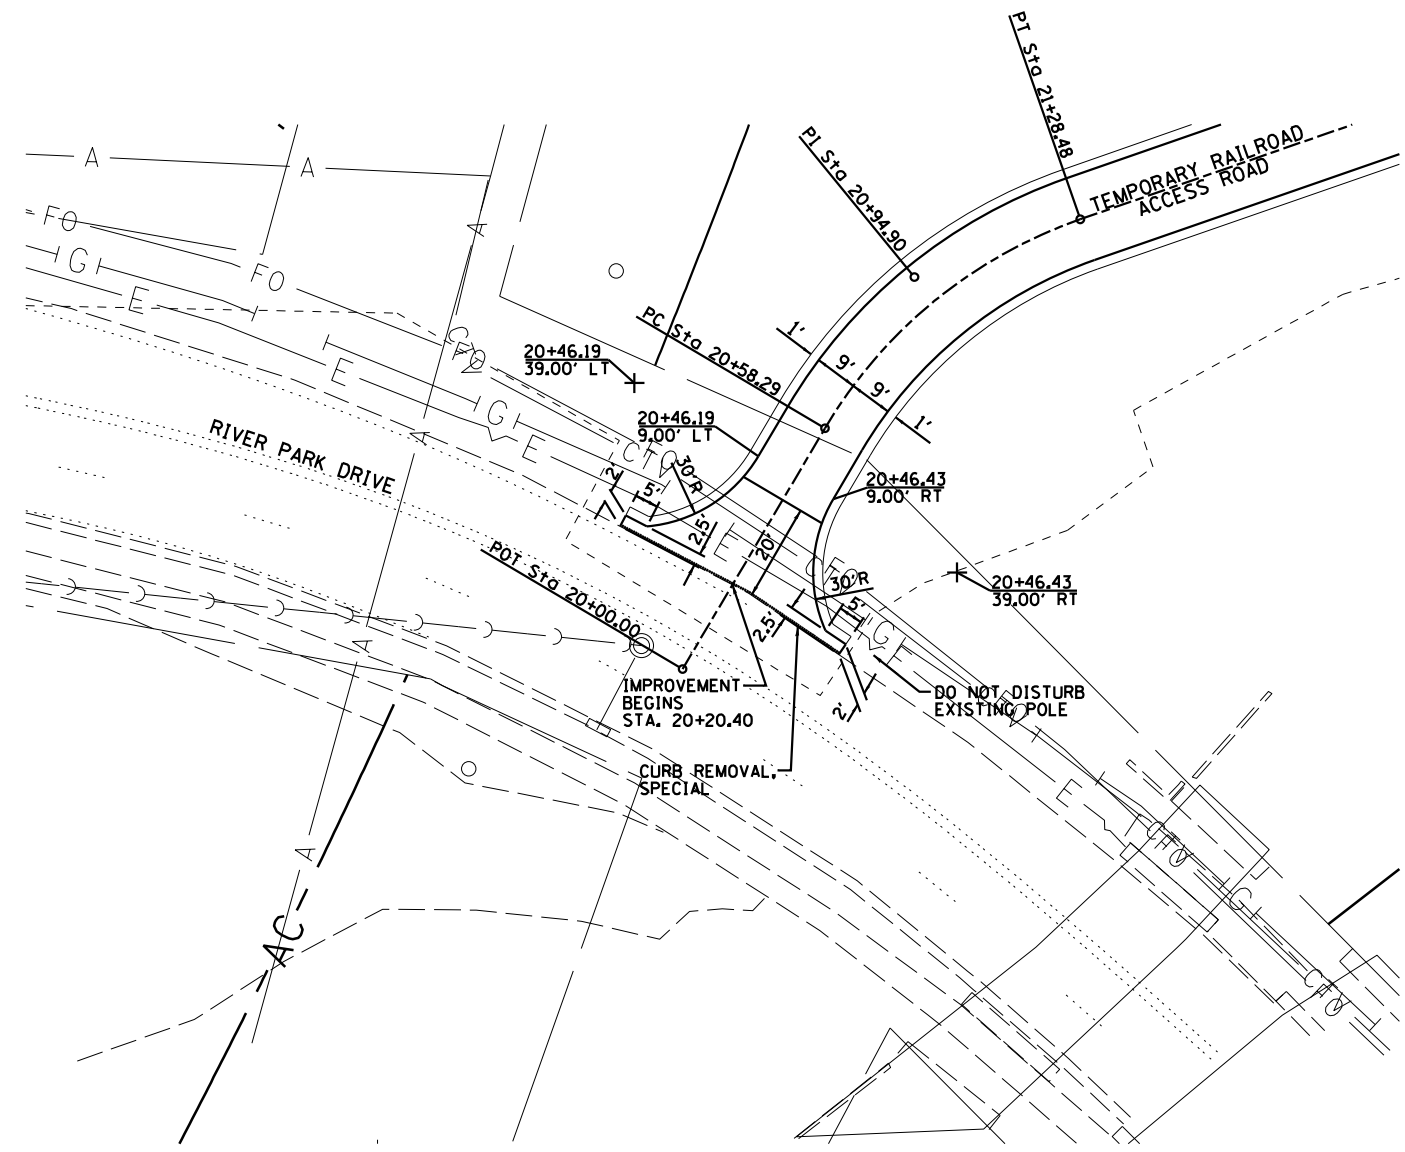 PT Sta 21+28.48
PI Sta 20+94.90
TEMPORARY RAILROAD
ACCESS ROAD
A
A
A
FO
G
E
FO
PC Sta 20+58.29
1'
9'
9'
1'
20+46.19
39.00' LT
20+46.19
9.00' LT
E
G
E
RIVER PARK DRIVE
A
30'R
2'
5'
2.5'
20'
E
20+46.43
9.00' RT
20+46.43
39.00' RT
30'R
5'
G
2.5'
2'
POT Sta 20+00.00
A
IMPROVEMENT
BEGINS
STA. 20+20.40
DO NOT DISTURB
EXISTING POLE
CURB REMOVAL,
SPECIAL
E
A
AC